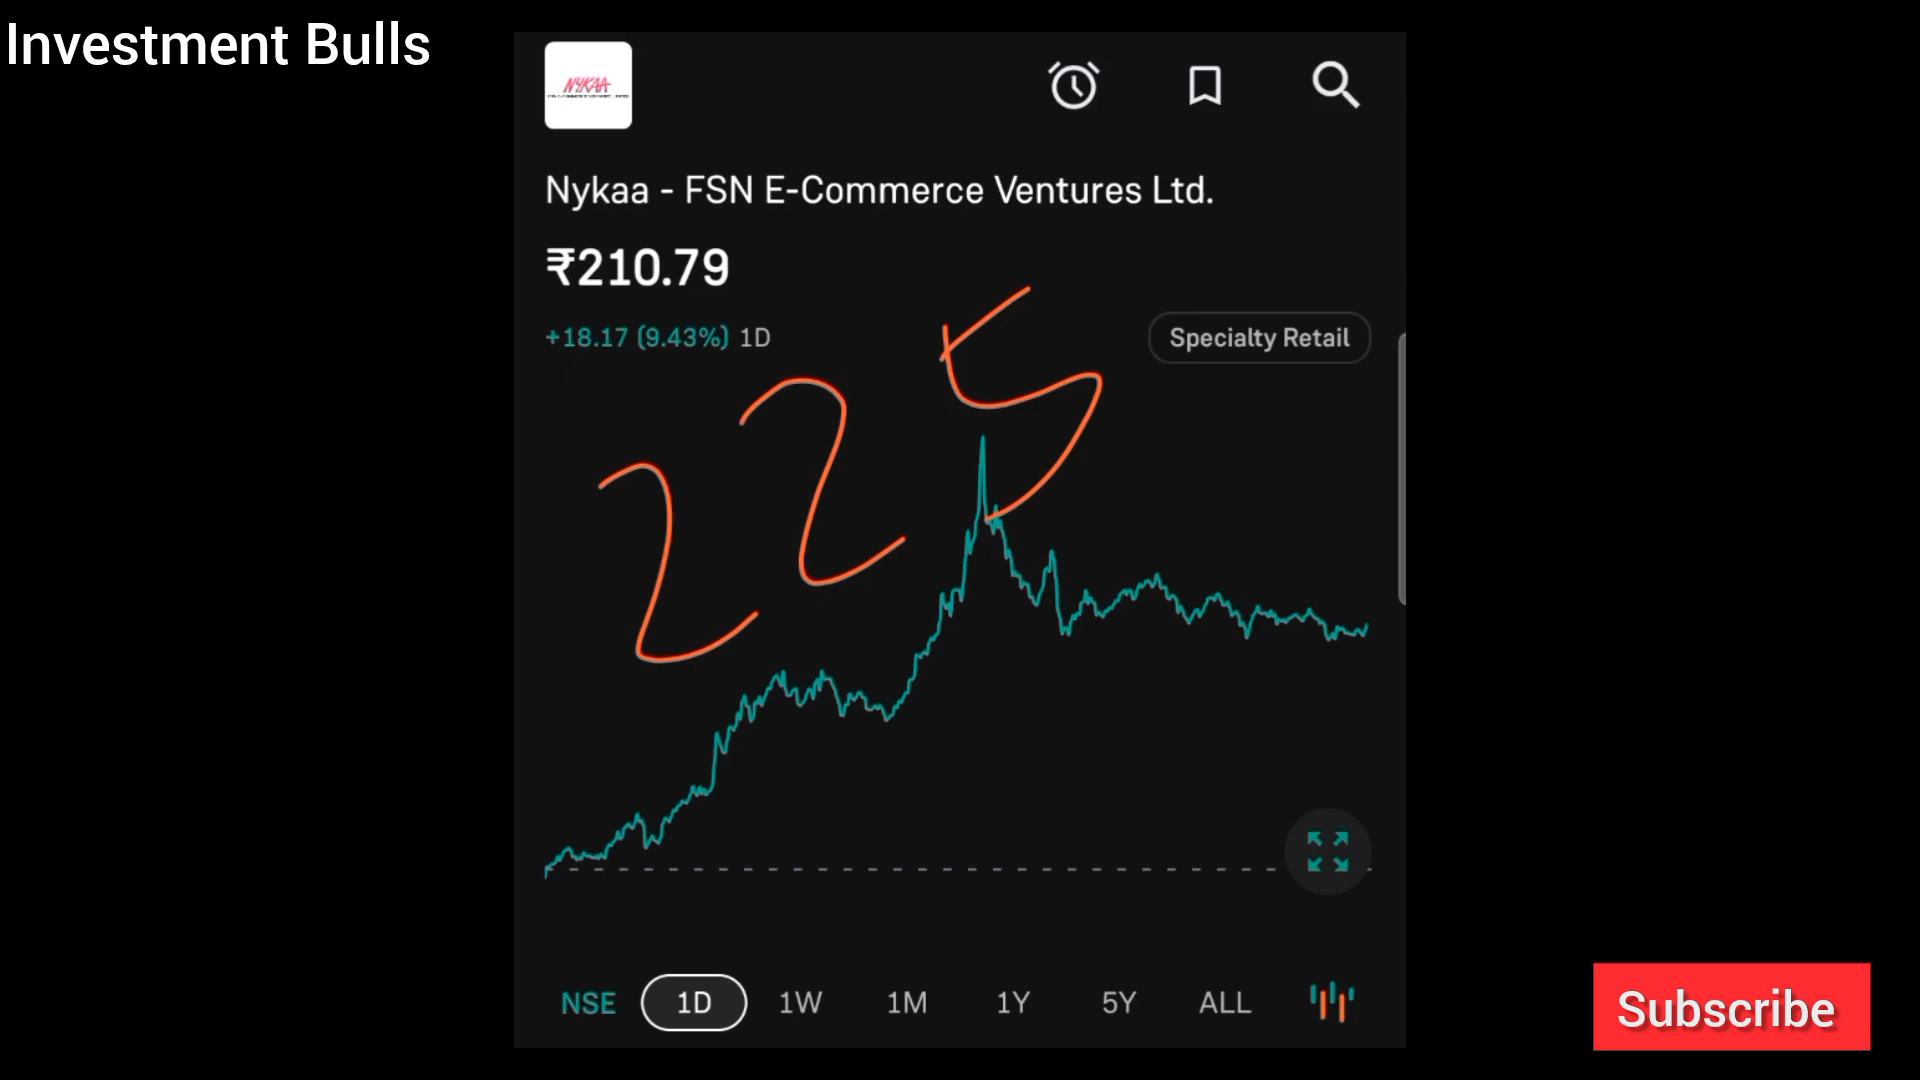 Investment Bulls
NYKAA
Nykaa - FSN E-Commerce Ventures Ltd.
₹210.79
+18.17 (9.43%) 1D
Specialty Retail
225
NSE 1D 1W 1M 1Y 5Y ALL
Subscribe